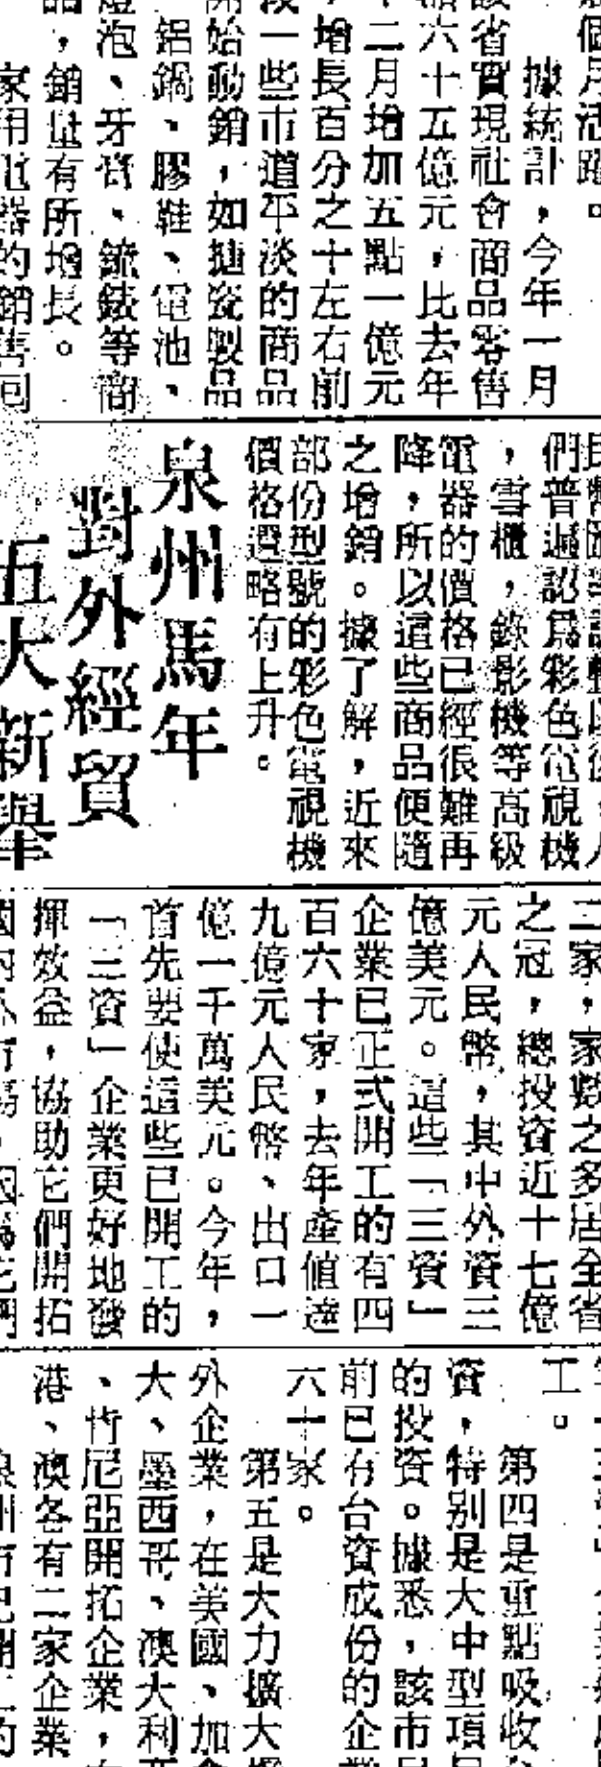 個月活躍。
據統計，今年一月
該省實現社會商品零售
六十五億元，比去年
十二月增加五點一億元
，增長百分之十左右前
段一些市道平淡的商品
開始動銷，如搪瓷製品
鋁鍋、膠鞋、電池、
燈泡、牙膏、鐘錶等商
品，銷量有所增長。
家用電器的銷售回
們普遍認爲彩色電視機
，雪櫃，錄影機等高級
電器的價格已經很難再
降，所以這些商品便隨
之增銷。據了解，近來
部份型號的彩色電視機
價格還略有上升。
泉州馬年
對外經貿
五大新舉
二家，家數之多居全省
之冠，總投資近十七億
元人民幣，其中外資三
億美元。這些「三資」
企業已正式開工的有四
百六十家，去年產值達
九億元人民幣、出口一
億一千萬美元。今年，
首先要使這些已開工的
「三資」企業更好地發
揮效益，協助它們開拓
工。
第四是重點吸收
資，特別是大中型項
的投資。據悉，該市
前已有台資成份的企業
六十家。
第五是大力擴大
外企業，在美國、加
大、墨西哥、澳大利
、竹尼亞開拓企業，
港、澳各有二家企業